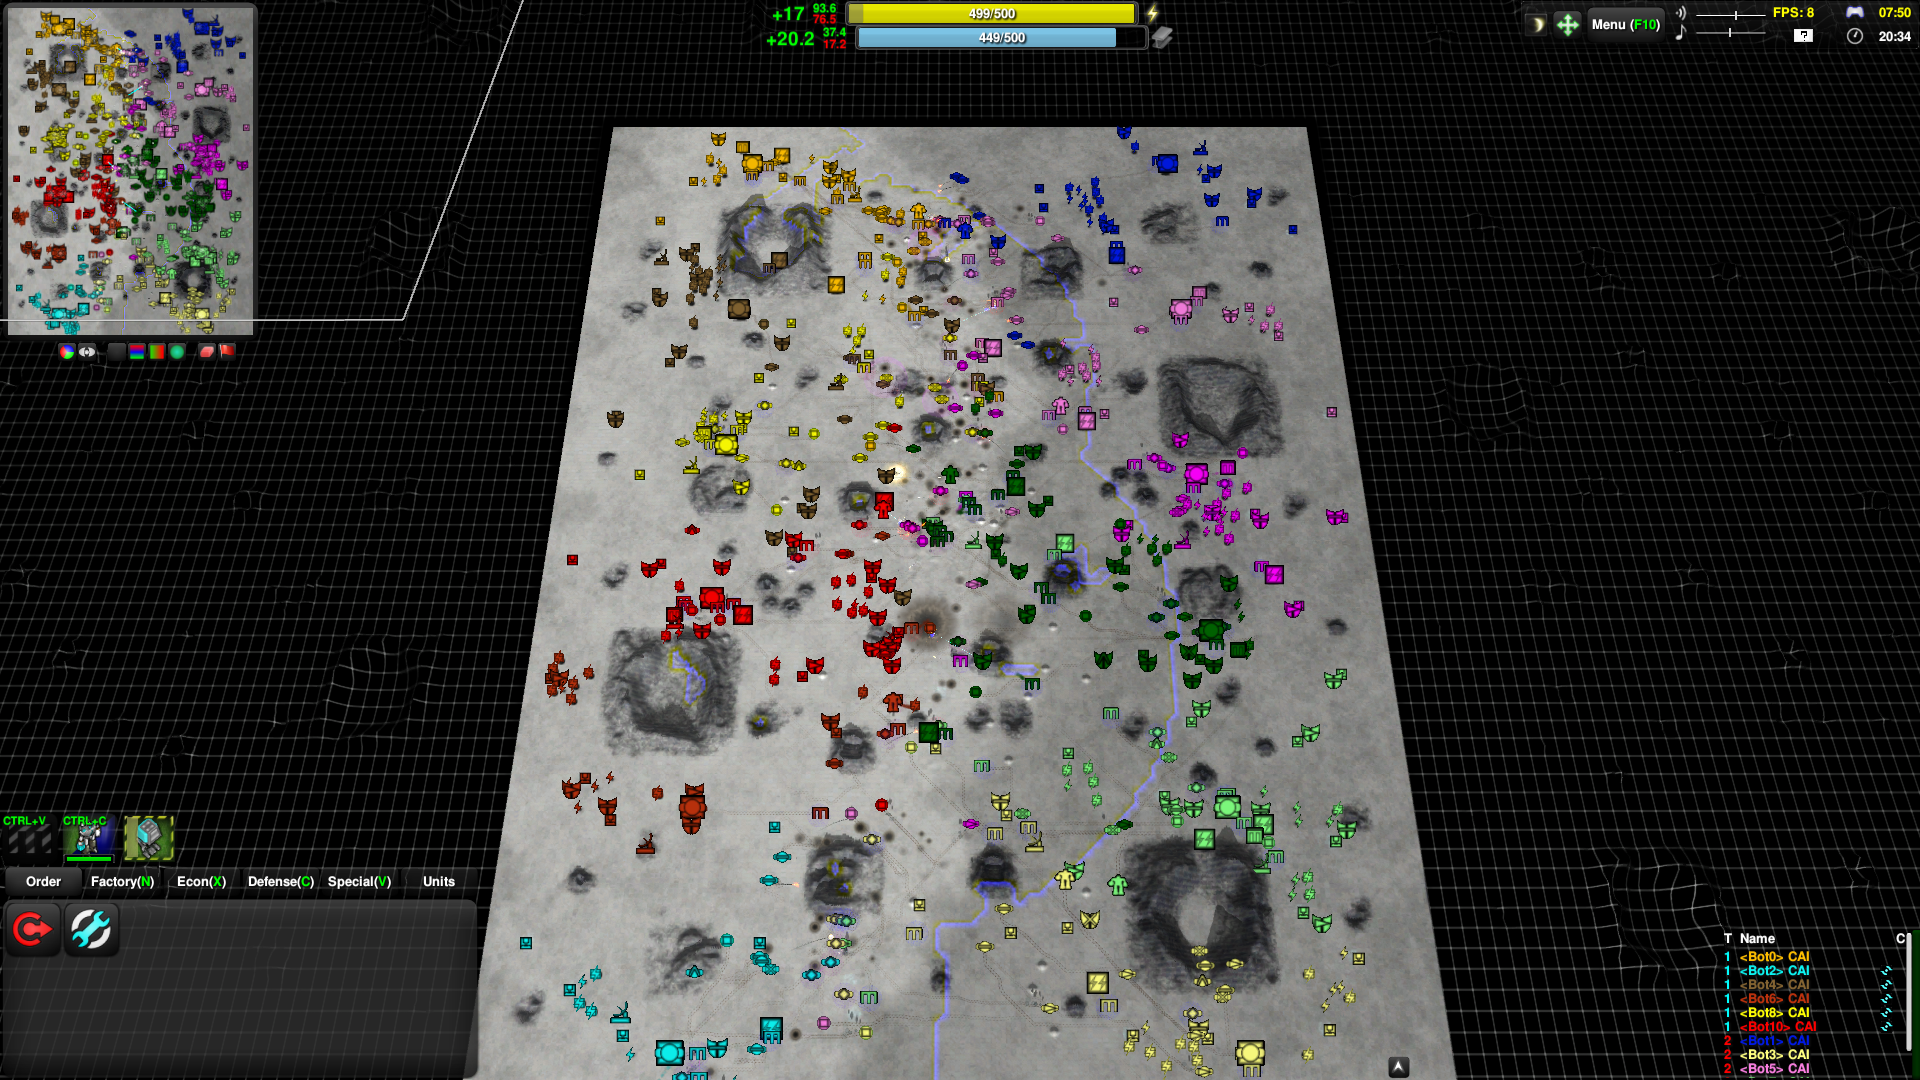 +17 93.6 76.5 499/500
+20.2 37.4 17.2 449/500
Menu (F10)
FPS: 8
07:50
20:34
CTRL+V CTRL+C
Order Factory(N) Econ(X) Defense(C) Special(V) Units
T Name C
1 <Bot0> CAI
1 <Bot2> CAI
1 <Bot4> CAI
1 <Bot6> CAI
1 <Bot8> CAI
1 <Bot10> CAI
2 <Bot1> CAI
2 <Bot3> CAI
2 <Bot5> CAI